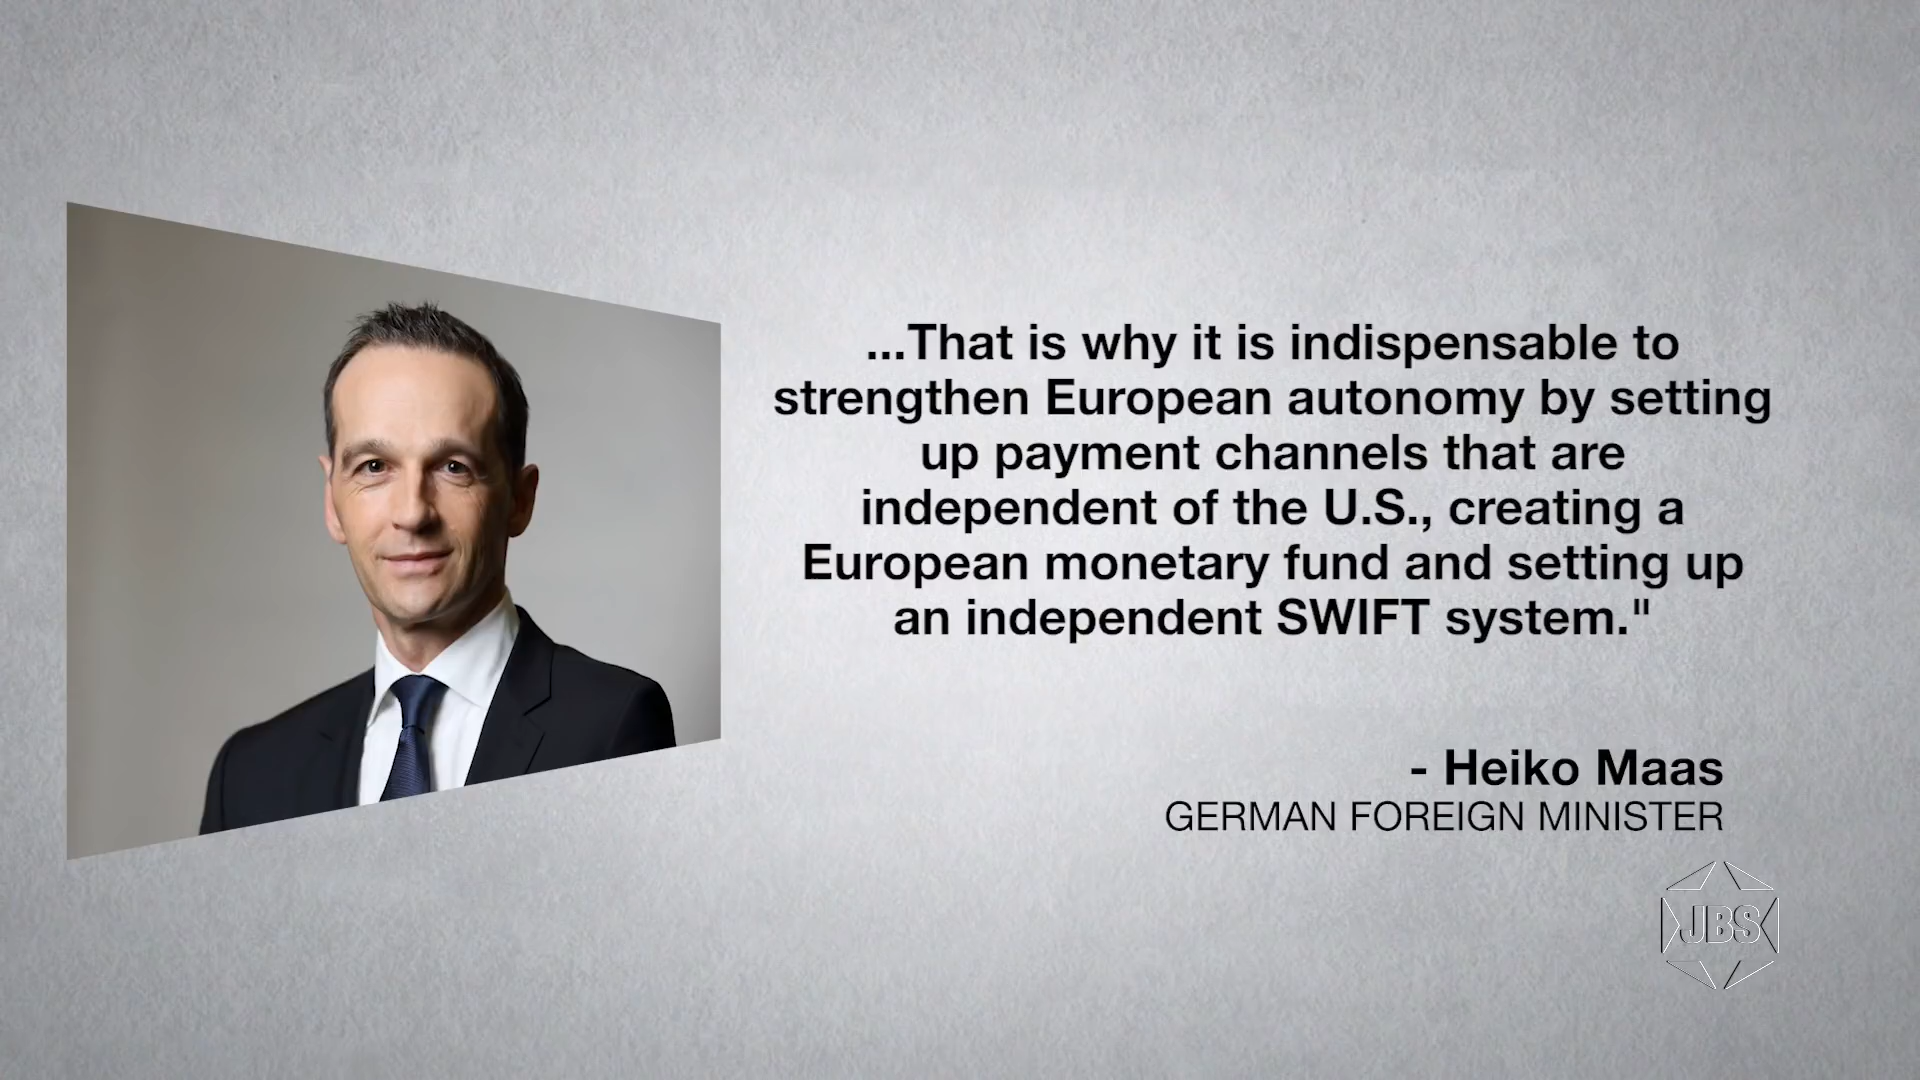 ...That is why it is indispensable to
strengthen European autonomy by setting
up payment channels that are
independent of the U.S., creating a
European monetary fund and setting up
an independent SWIFT system."
- Heiko Maas
GERMAN FOREIGN MINISTER
JBS